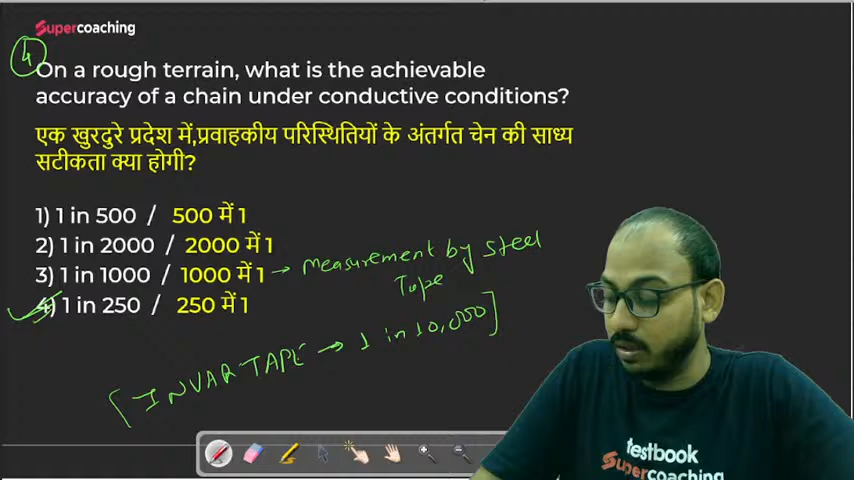 Supercoaching
4
On a rough terrain, what is the achievable
accuracy of a chain under conductive conditions?
एक खुरदुरे प्रदेश में,प्रवाहकीय परिस्थितियों के अंतर्गत चेन की साध्य
सटीकता क्या होगी?
1) 1 in 500 / 500 में 1
2) 1 in 2000 / 2000 में 1
3) 1 in 1000 / 1000 में 1 → Measurement by Steel
Tape
4) 1 in 250 / 250 में 1
[INVAR TAPE → 1 in 10,000]
testbook
Supercoaching